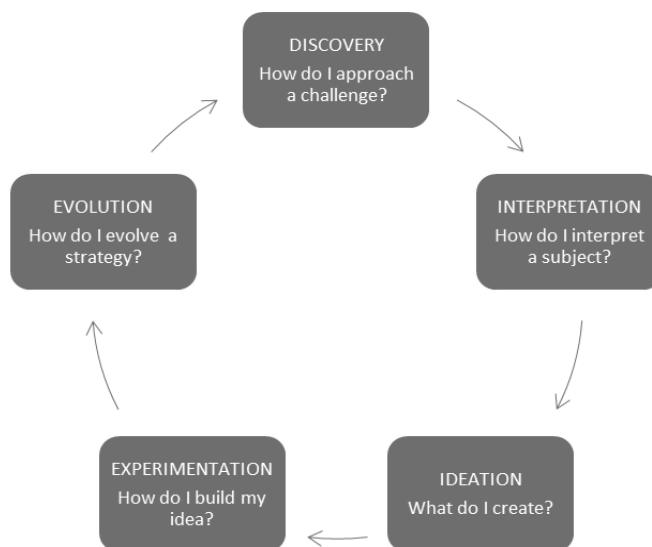 DISCOVERY
How do I approach
a challenge?
INTERPRETATION
How do I interpret
a subject?
IDEATION
What do I create?
EXPERIMENTATION
How do I build my
idea?
EVOLUTION
How do I evolve a
strategy?